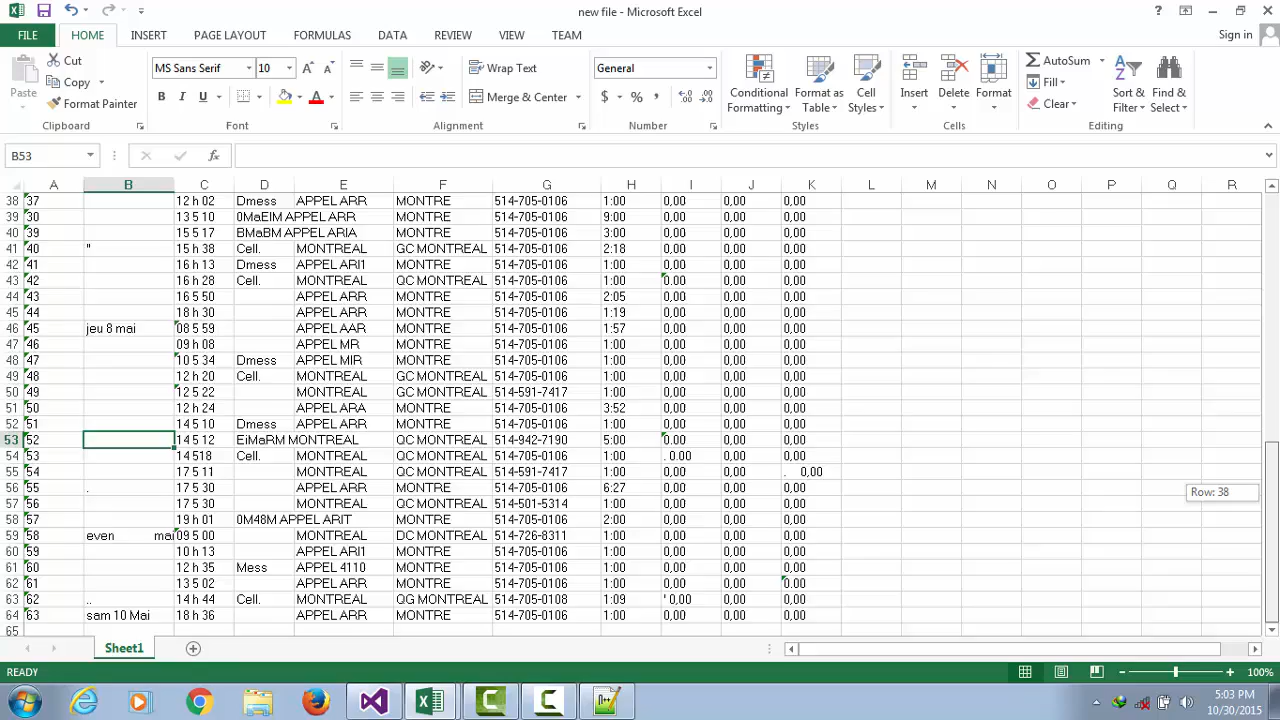 new file - Microsoft Excel
FILE HOME INSERT PAGE LAYOUT FORMULAS DATA REVIEW VIEW TEAM Sign in
Paste Cut Copy Format Painter Clipboard
MS Sans Serif 10 B I U A Font
Wrap Text Merge & Center Alignment
General $ % , Number
Conditional Formatting Format as Table Cell Styles Styles
Insert Delete Format Cells
AutoSum Fill Clear Sort & Filter Find & Select Editing
B53 fx
A B C D E F G H I J K L M N O P Q R
38 37 12 h 02 Dmess APPEL ARR MONTRE 514-705-0106 1:00 0,00 0,00 0,00
39 30 13 5 10 0MaElM APPEL ARR MONTRE 514-705-0106 9:00 0,00 0,00 0,00
40 39 15 5 17 BMaBM APPEL ARIA MONTRE 514-705-0106 3:00 0,00 0,00 0,00
41 40 " 15 h 38 Cell. MONTREAL GC MONTREAL 514-705-0106 2:18 0,00 0,00 0,00
42 41 16 h 13 Dmess APPEL ARI1 MONTRE 514-705-0106 1:00 0,00 0,00 0,00
43 42 16 h 28 Cell. MONTREAL QC MONTREAL 514-705-0106 1:00 0,00 0,00 0,00
44 43 16 5 50 APPEL ARR MONTRE 514-705-0106 2:05 0,00 0,00 0,00
45 44 18 h 30 APPEL ARR MONTRE 514-705-0106 1:19 0,00 0,00 0,00
46 45 jeu 8 mai 08 5 59 APPEL AAR MONTRE 514-705-0106 1:57 0,00 0,00 0,00
47 46 09 h 08 APPEL MR MONTRE 514-705-0106 1:00 0,00 0,00 0,00
48 47 10 5 34 Dmess APPEL MIR MONTRE 514-705-0106 1:00 0,00 0,00 0,00
49 48 12 h 20 Cell. MONTREAL GC MONTREAL 514-705-0106 1:00 0,00 0,00 0,00
50 49 12 5 22 MONTREAL GC MONTREAL 514-591-7417 1:00 0,00 0,00 0,00
51 50 12 h 24 APPEL ARA MONTRE 514-705-0106 3:52 0,00 0,00 0,00
52 51 14 5 10 Dmess APPEL ARR MONTRE 514-705-0106 1:00 0,00 0,00 0,00
53 52 14 5 12 EiMaRM MONTREAL QC MONTREAL 514-942-7190 5:00 0,00 0,00 0,00
54 53 14 518 Cell. MONTREAL QC MONTREAL 514-705-0106 1:00 . 0.00 0,00 0,00
55 54 17 5 11 MONTREAL QC MONTREAL 514-591-7417 1:00 0,00 0,00 . 0,00
56 55 . 17 5 30 APPEL ARR MONTRE 514-705-0106 6:27 0,00 0,00 0,00
57 56 17 5 30 MONTREAL QC MONTREAL 514-501-5314 1:00 0,00 0,00 0,00
58 57 19 h 01 0M48M APPEL ARIT MONTRE 514-705-0106 2:00 0,00 0,00 0,00
59 58 even mai 09 5 00 MONTREAL DC MONTREAL 514-726-8311 1:00 0,00 0,00 0,00
60 59 10 h 13 APPEL ARI1 MONTRE 514-705-0106 1:00 0,00 0,00 0,00
61 60 12 h 35 Mess APPEL 4110 MONTRE 514-705-0106 1:00 0,00 0,00 0,00
62 61 13 5 02 APPEL ARR MONTRE 514-705-0106 1:00 0,00 0,00 0,00
63 62 .. 14 h 44 Cell. MONTREAL QG MONTREAL 514-705-0108 1:09 ' 0,00 0,00 0,00
64 63 sam 10 Mai 18 h 36 APPEL ARR MONTRE 514-705-0106 1:00 0,00 0,00 0,00
65
Row: 38
Sheet1
READY 100%
5:03 PM
10/30/2015